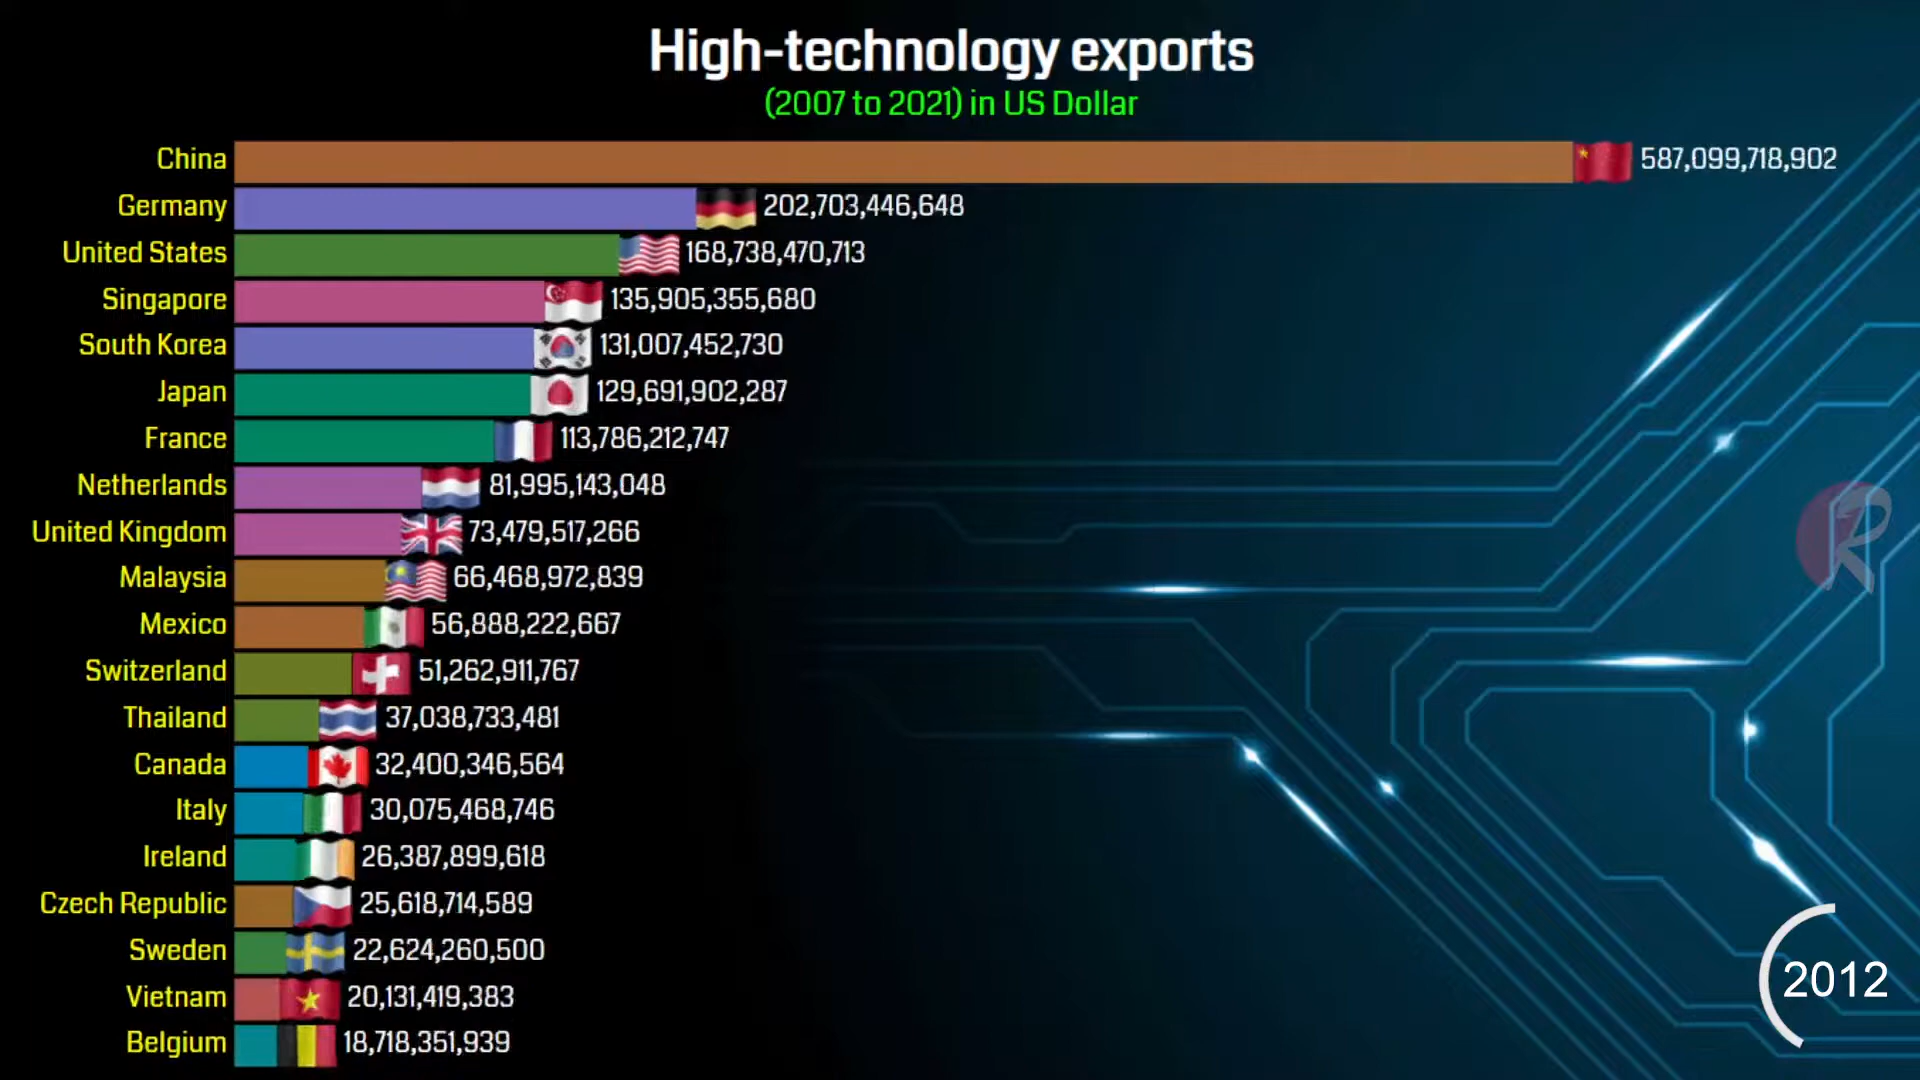 High-technology exports
(2007 to 2021) in US Dollar
China 587,099,718,902
Germany 202,703,446,648
United States 168,738,470,713
Singapore 135,905,355,680
South Korea 131,007,452,730
Japan 129,691,902,287
France 113,786,212,747
Netherlands 81,995,143,048
United Kingdom 73,479,517,266
Malaysia 66,468,972,839
Mexico 56,888,222,667
Switzerland 51,262,911,767
Thailand 37,038,733,481
Canada 32,400,346,564
Italy 30,075,468,746
Ireland 26,387,899,618
Czech Republic 25,618,714,589
Sweden 22,624,260,500
Vietnam 20,131,419,383
Belgium 18,718,351,939
R
2012